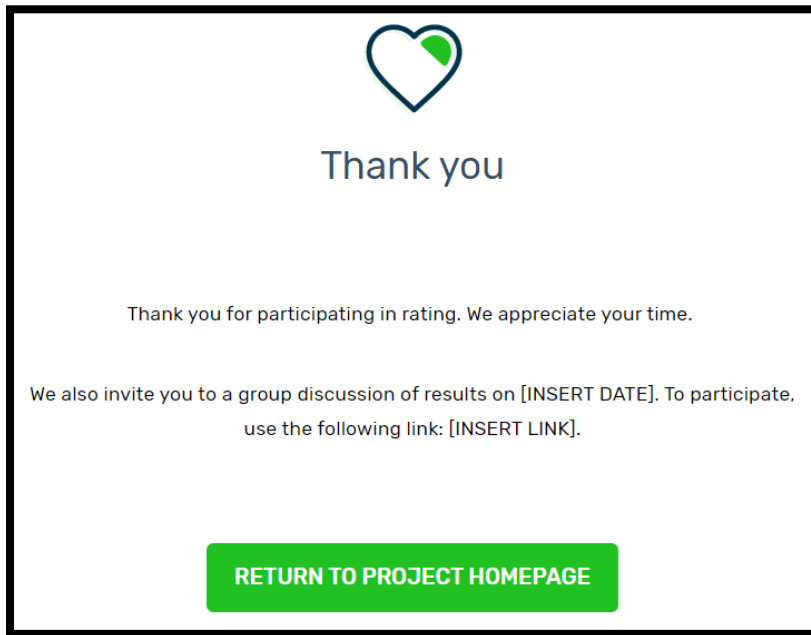 Thank you
Thank you for participating in rating. We appreciate your time.
We also invite you to a group discussion of results on [INSERT DATE]. To participate,
use the following link: [INSERT LINK].
RETURN TO PROJECT HOMEPAGE